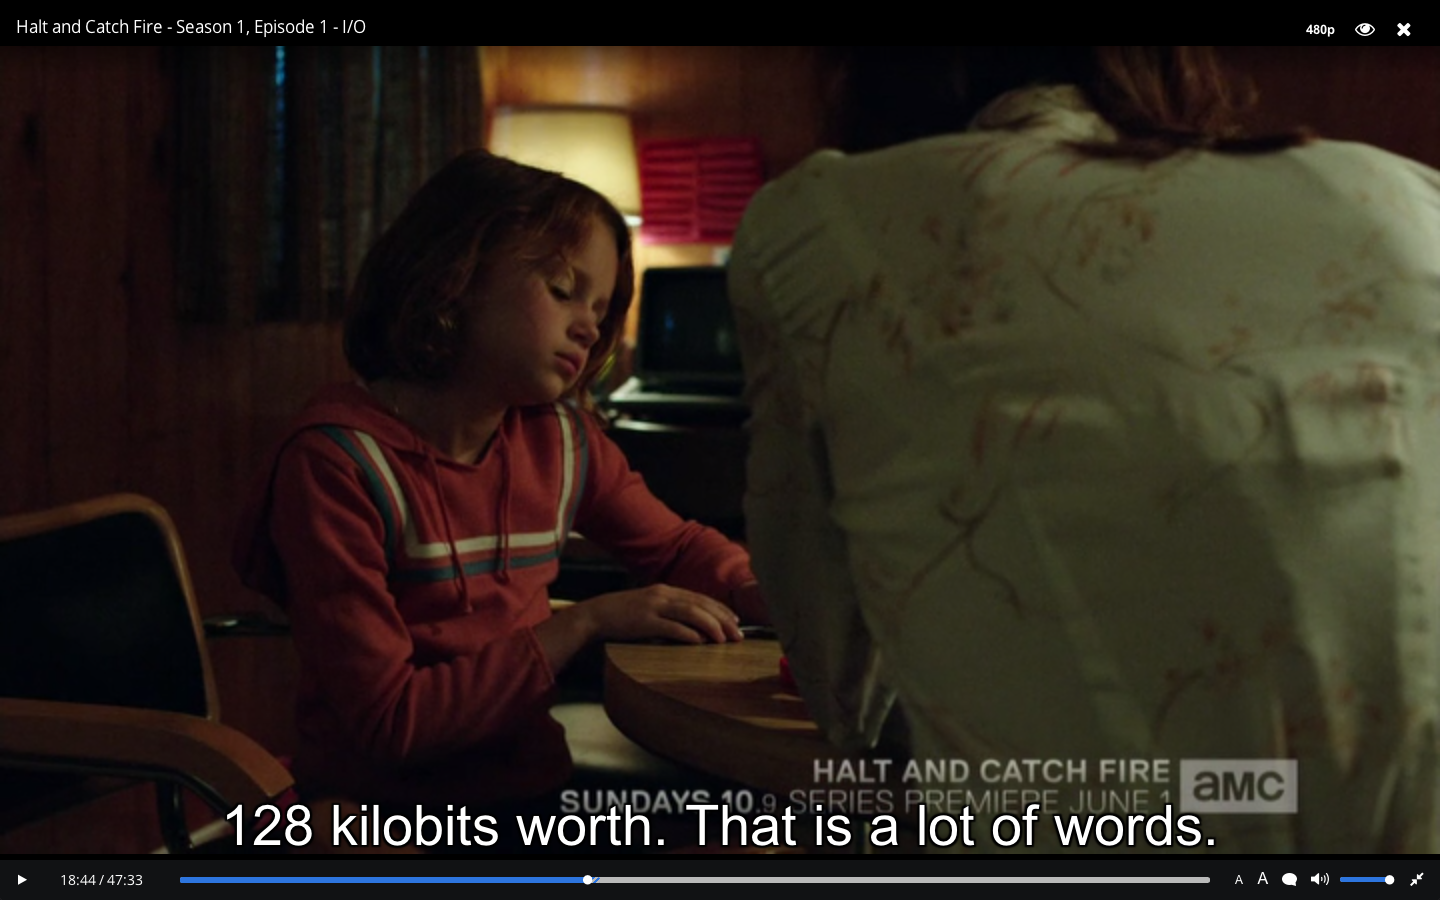 Halt and Catch Fire - Season 1, Episode 1 - I/O
480p
HALT AND CATCH FIRE
aMC
SUNDAYS 10.9 SERIES PREMIERE JUNE 1
128 kilobits worth. That is a lot of words.
18:44 / 47:33
A A